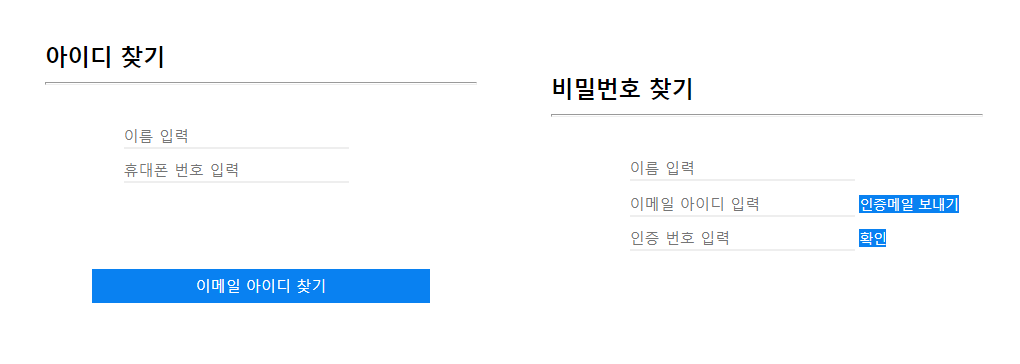 아이디 찾기
이름 입력
휴대폰 번호 입력
이메일 아이디 찾기
비밀번호 찾기
이름 입력
이메일 아이디 입력 인증메일 보내기
인증 번호 입력 확인